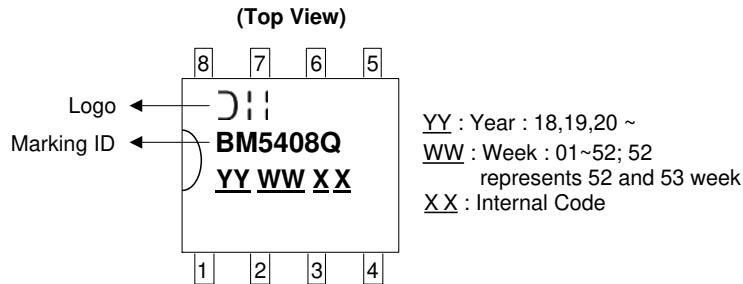 (Top View)
8 7 6 5
Logo
Marking ID
BM5408Q
YY WW X X
1 2 3 4
YY : Year : 18,19,20 ~
WW : Week : 01~52; 52
represents 52 and 53 week
X X : Internal Code